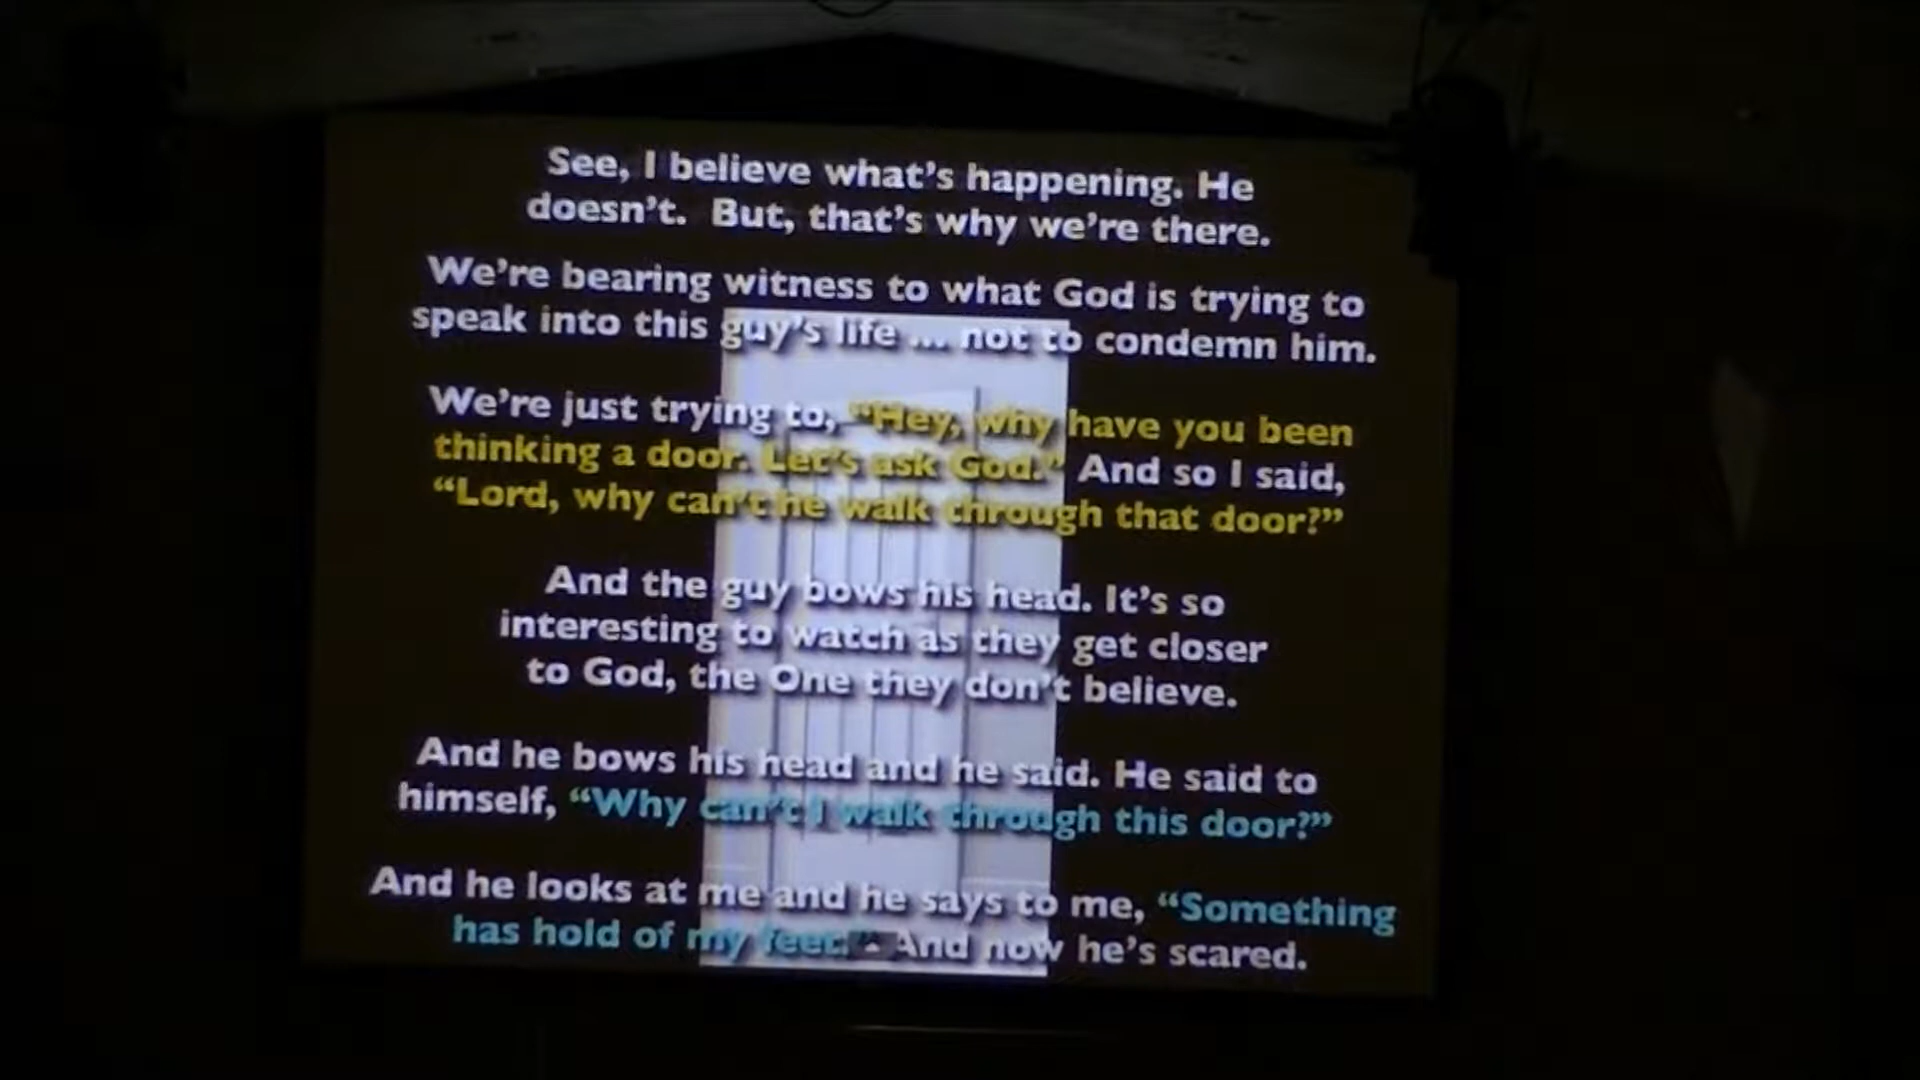 See, I believe what's happening. He
doesn't.  But, that's why we're there.
We're bearing witness to what God is trying to
speak into this guy's life ... not to condemn him.
We're just trying to, “Hey, why have you been
thinking a door. Let's ask God.” And so I said,
“Lord, why can't he walk through that door?”
And the guy bows his head. It's so
interesting to watch as they get closer
to God, the One they don't believe.
And he bows his head and he said. He said to
himself, “Why can't I walk through this door?”
And he looks at me and he says to me, “Something
has hold of my feet.” - And now he's scared.